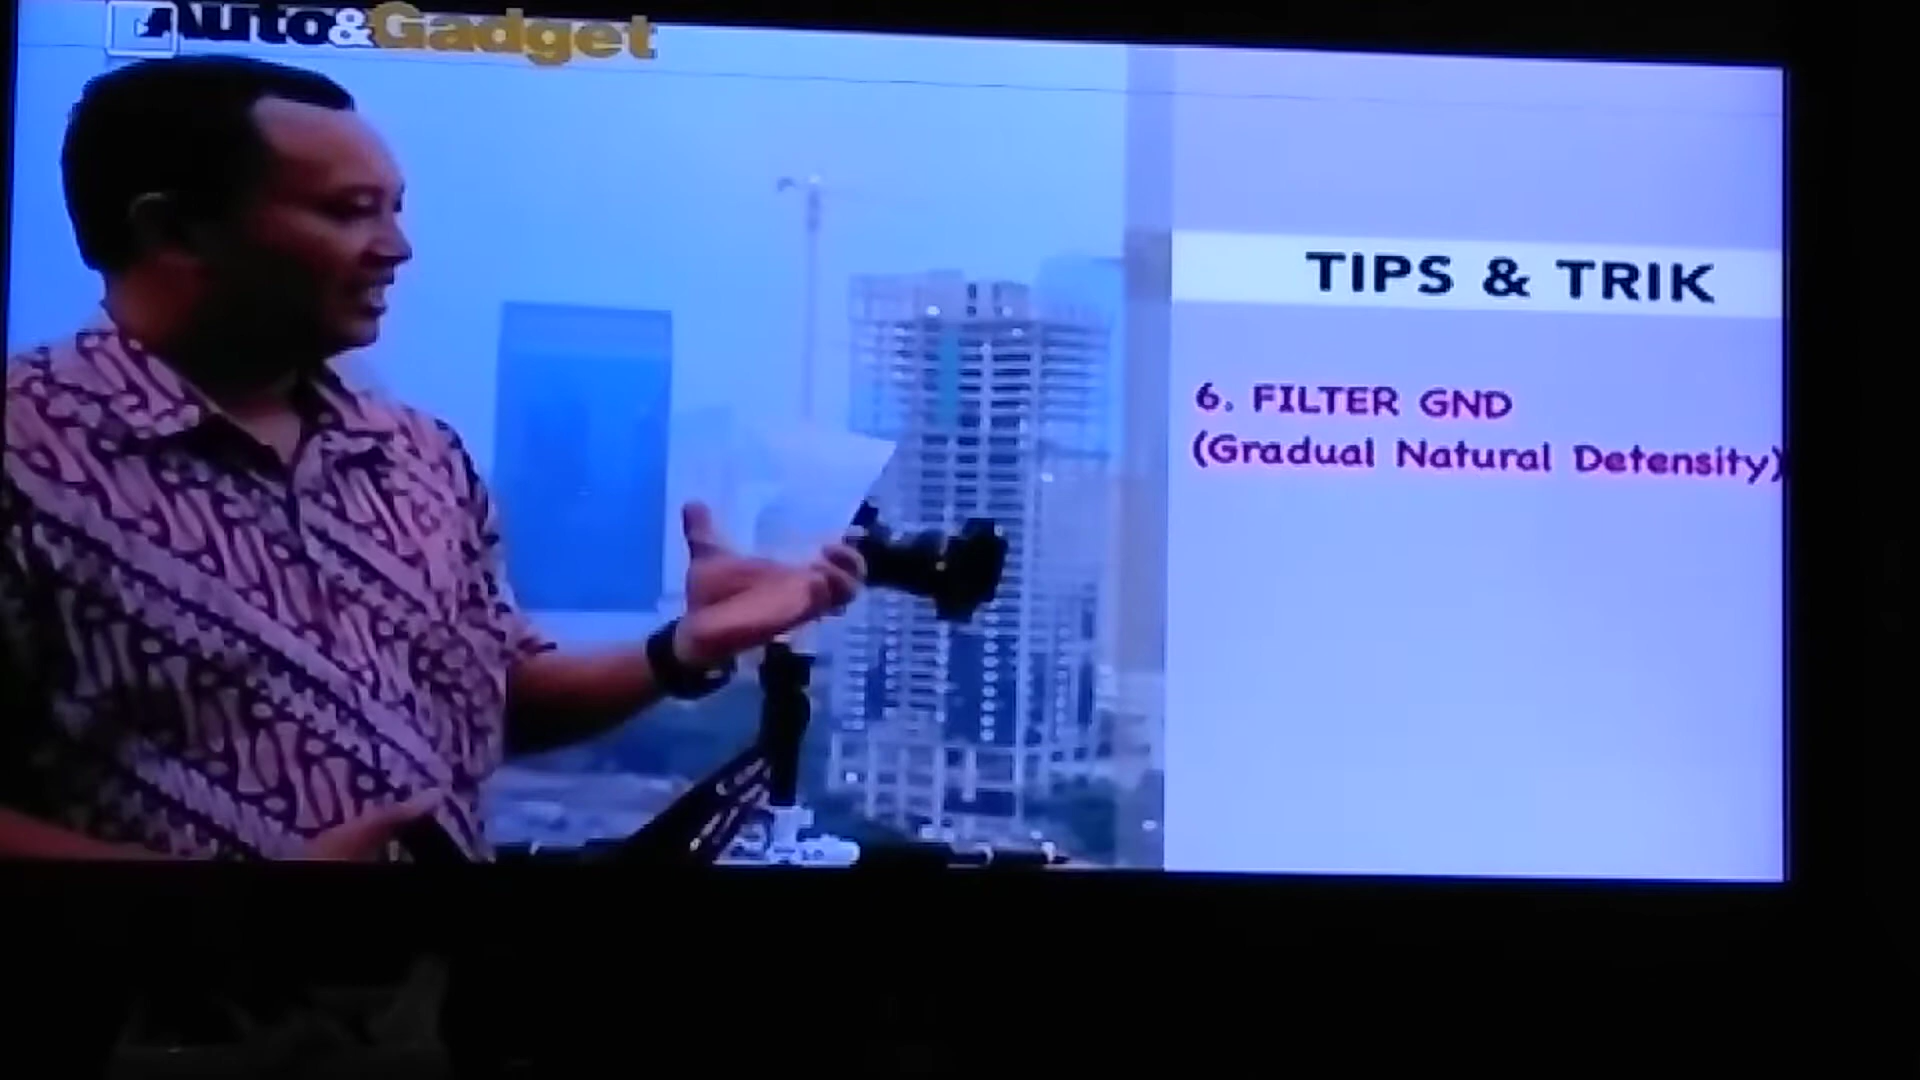 Auto&Gadget
TIPS & TRIK
6. FILTER GND
(Gradual Natural Detensity)